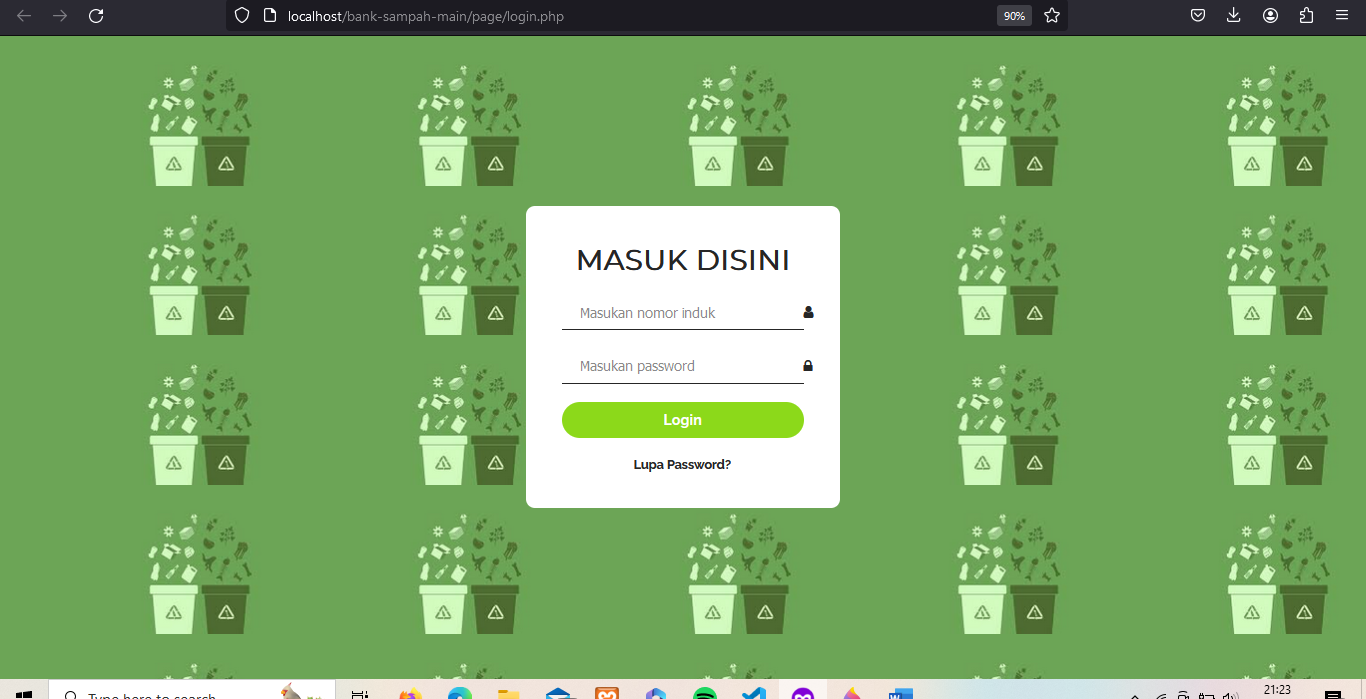 localhost/bank-sampah-main/page/login.php
90%
MASUK DISINI
Masukan nomor induk
Masukan password
Login
Lupa Password?
Type here to search
21:23